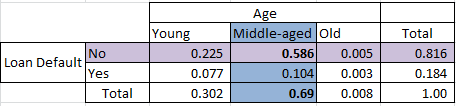 Age
Young Middle-aged Old Total
Loan Default No 0.225 0.586 0.005 0.816
Yes 0.077 0.104 0.003 0.184
Total 0.302 0.69 0.008 1.00